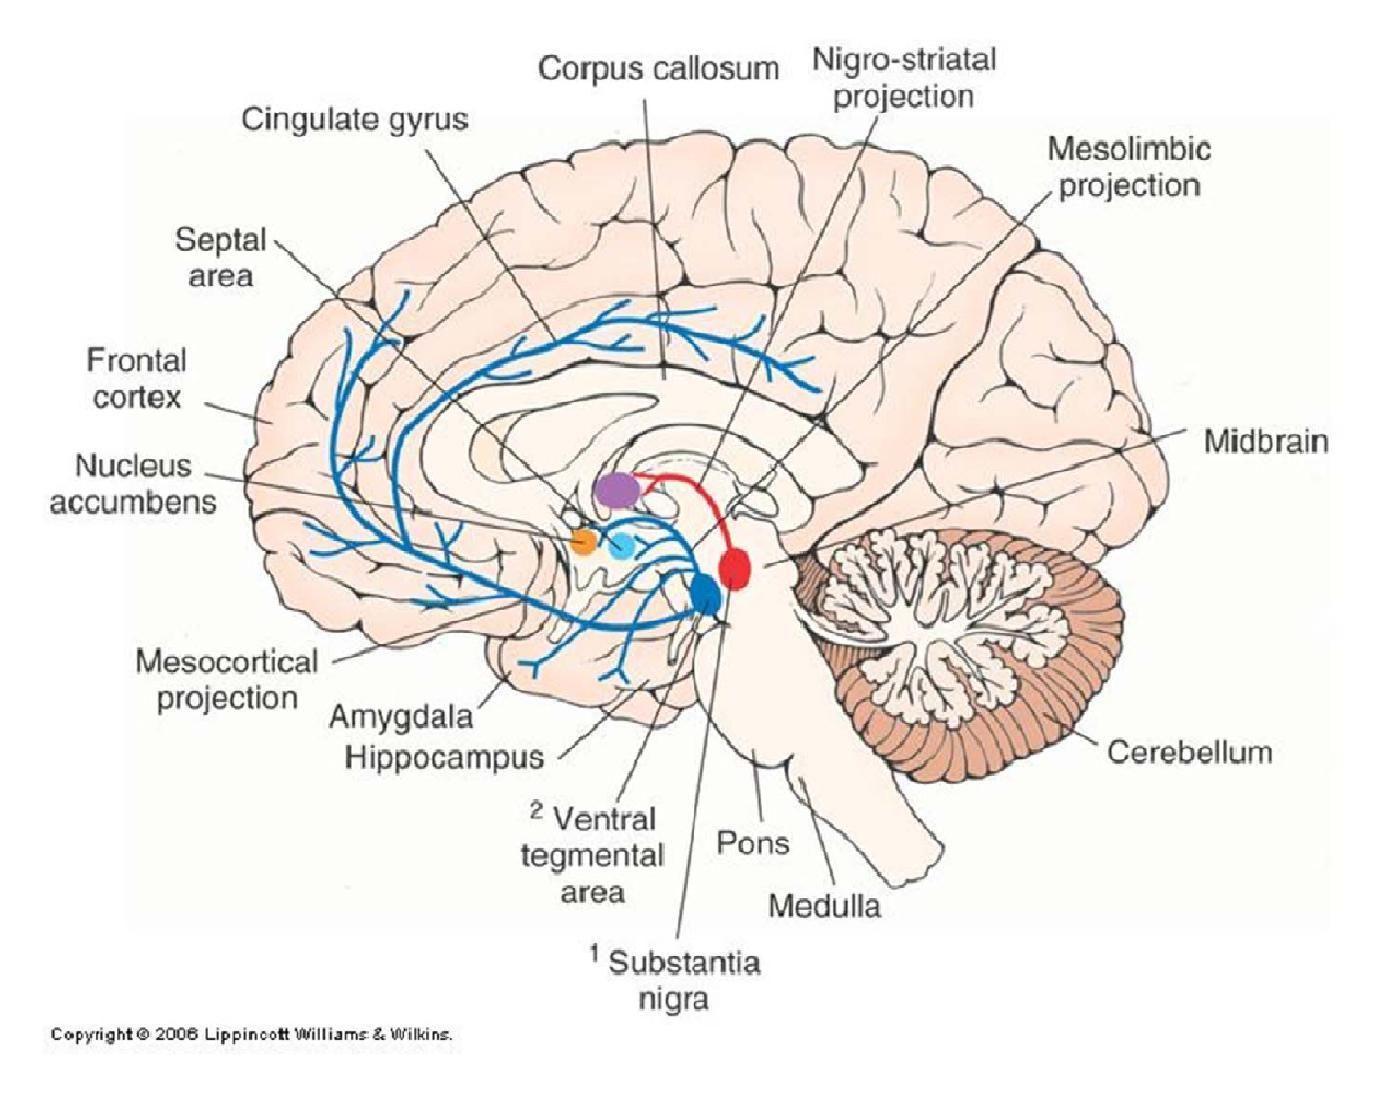 Corpus callosum
Nigro-striatal
projection
Cingulate gyrus
Mesolimbic
projection
Septal
area
Frontal
cortex
Midbrain
Nucleus
accumbens
Mesocortical
projection
Amygdala
Hippocampus
Cerebellum
2 Ventral
tegmental
area
Pons
Medulla
1 Substantia
nigra
Copyright © 2006 Lippincott Williams & Wilkins.